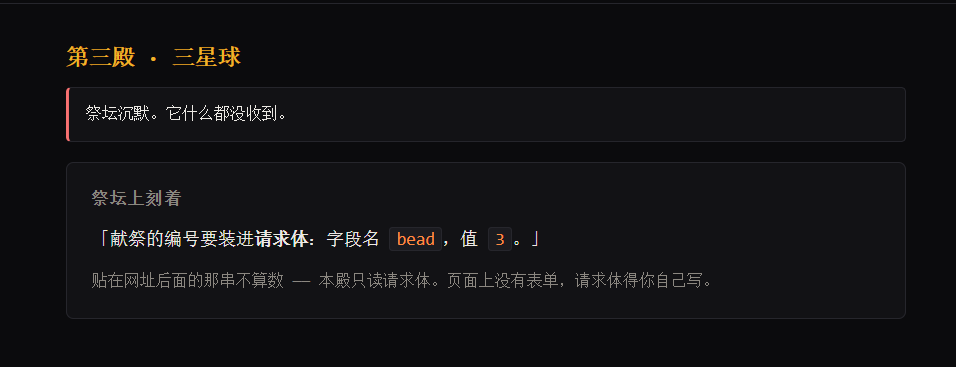 第三殿 · 三星球
祭坛沉默。它什么都没收到。
祭坛上刻着
「献祭的编号要装进请求体：字段名 bead，值 3。」
贴在网址后面的那串不算数 — 本殿只读请求体。页面上没有表单，请求体得你自己写。